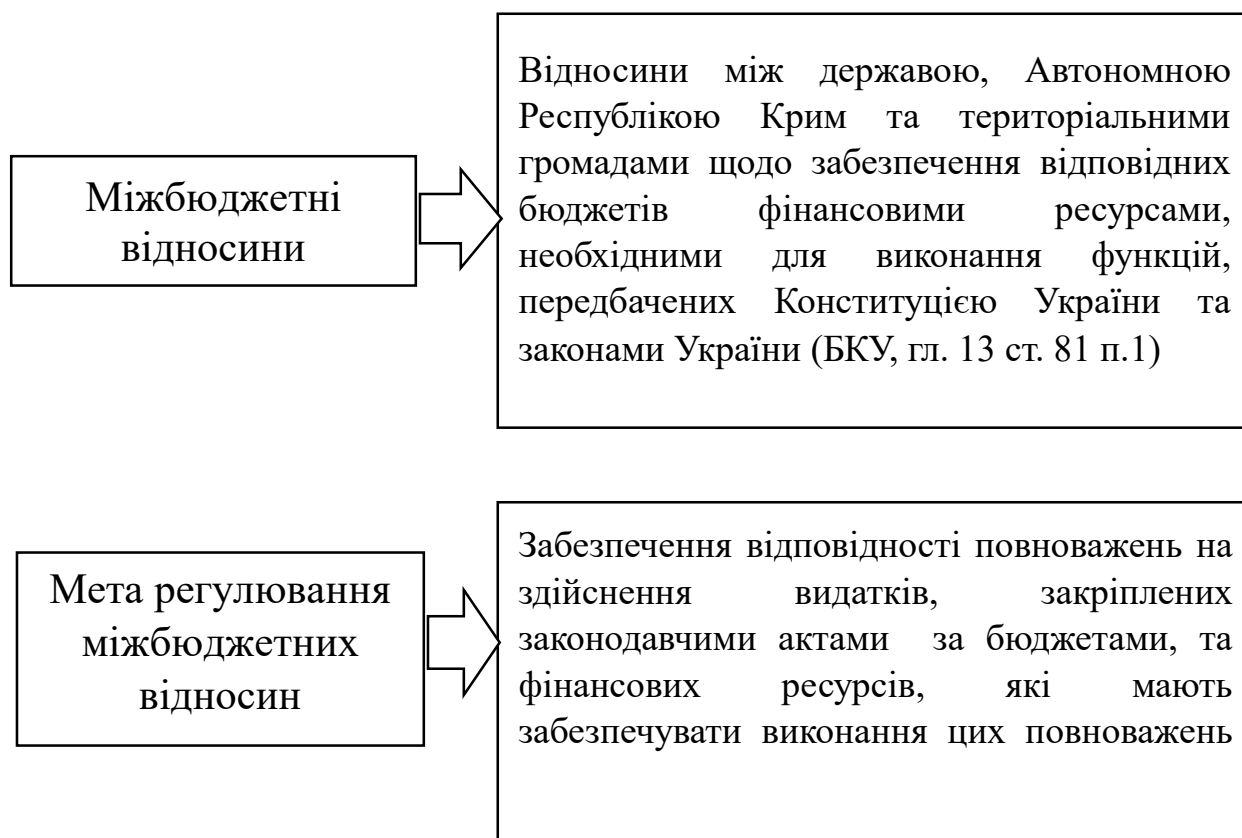 Міжбюджетні
відносини
Відносини між державою, Автономною
Республікою Крим та територіальними
громадами щодо забезпечення відповідних
бюджетів фінансовими ресурсами,
необхідними для виконання функцій,
передбачених Конституцією України та
законами України (БКУ, гл. 13 ст. 81 п.1)
Мета регулювання
міжбюджетних
відносин
Забезпечення відповідності повноважень на
здійснення видатків, закріплених
законодавчими актами за бюджетами, та
фінансових ресурсів, які мають
забезпечувати виконання цих повноважень